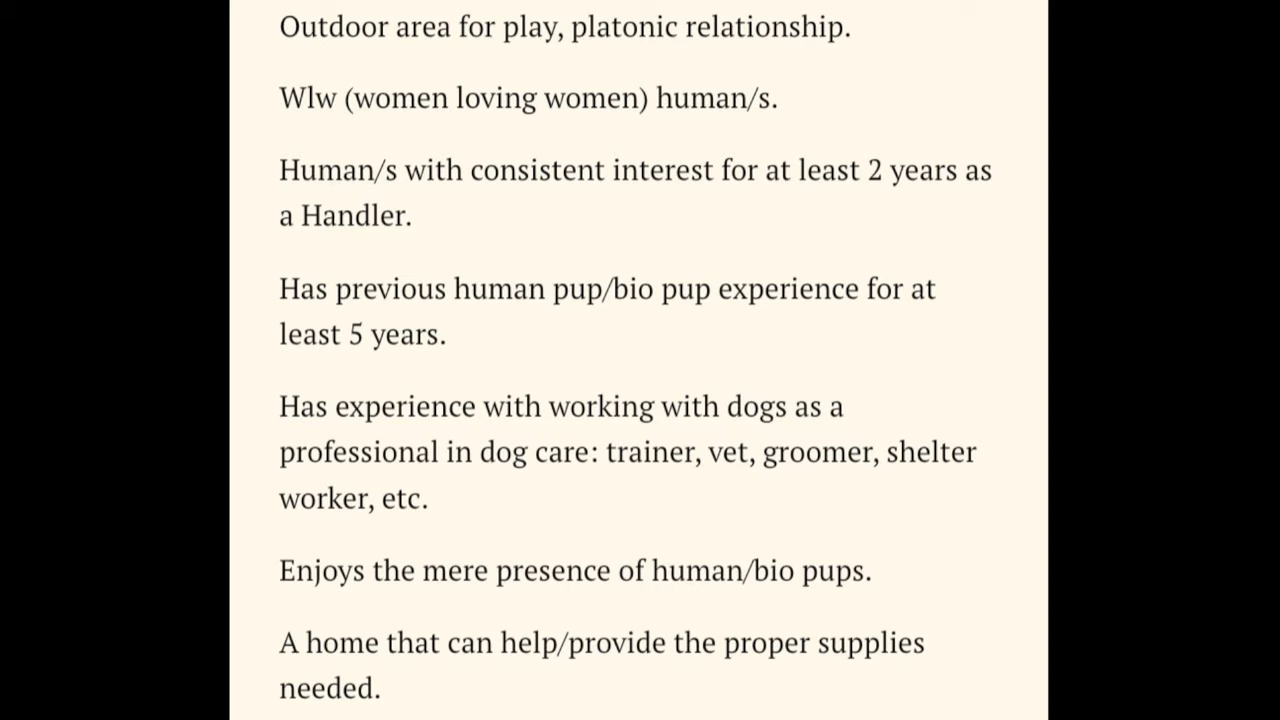 Outdoor area for play, platonic relationship.
Wlw (women loving women) human/s.
Human/s with consistent interest for at least 2 years as
a Handler.
Has previous human pup/bio pup experience for at
least 5 years.
Has experience with working with dogs as a
professional in dog care: trainer, vet, groomer, shelter
worker, etc.
Enjoys the mere presence of human/bio pups.
A home that can help/provide the proper supplies
needed.